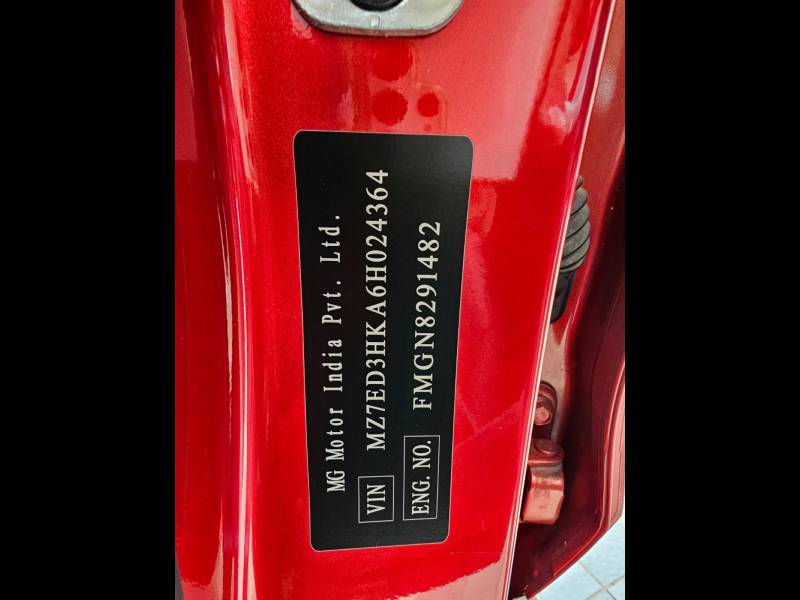 MG Motor India Pvt. Ltd.
VIN MZ7ED3HKA6H024364
ENG. NO. FMGN8291482